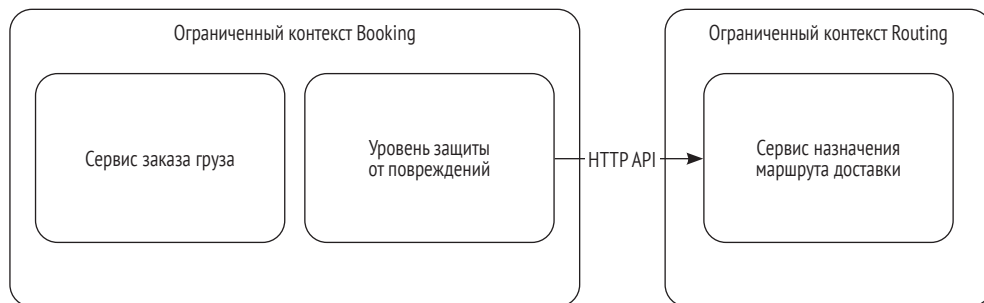 Ограниченный контекст Booking
Ограниченный контекст Routing
Сервис заказа груза
Уровень защиты
от повреждений
HTTP API
Сервис назначения
маршрута доставки